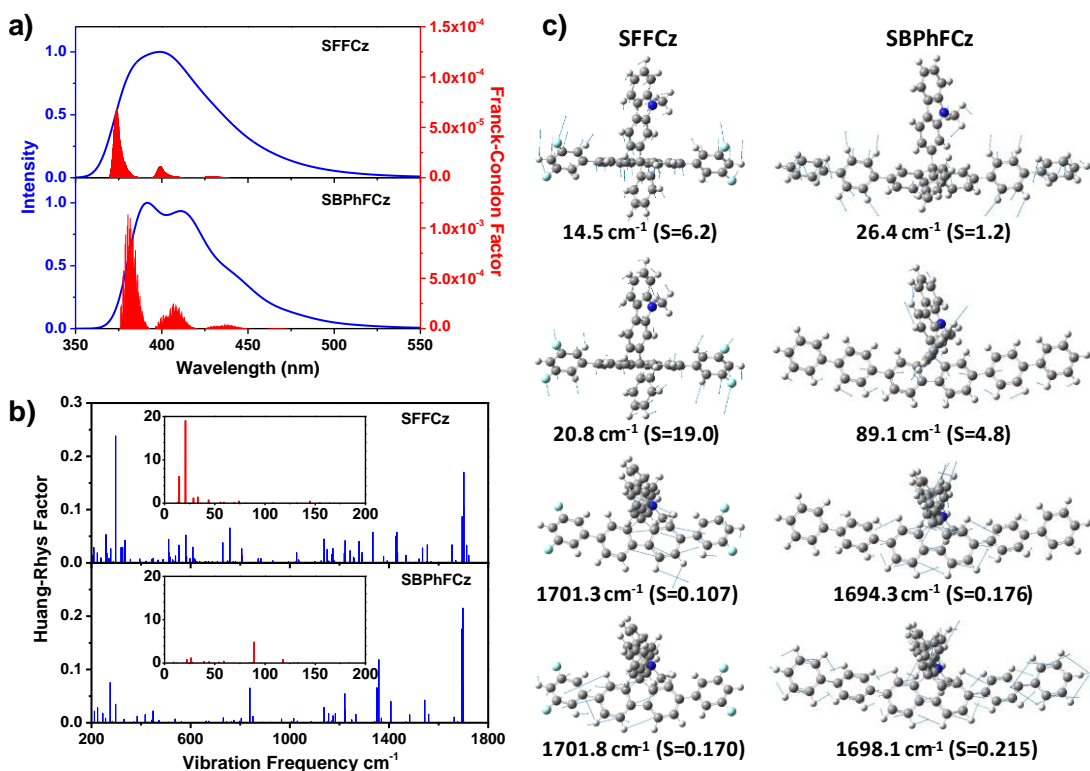 a)
SFFCz
Intensity
1.0
0.5
0.0
1.5x10⁻⁴
1.0x10⁻⁴
5.0x10⁻⁵
0.0
Franck-Condon Factor
SBPhFCz
1.0
0.5
0.0
1.0x10⁻³
5.0x10⁻⁴
0.0
350 400 450 500 550
Wavelength (nm)
b)
Huang-Rhys Factor
SFFCz
0.3
0.2
0.1
0.0
20
10
0
0 50 100 150 200
SBPhFCz
0.2
0.1
0.0
20
10
0
0 50 100 150 200
200 600 1000 1400 1800
Vibration Frequency cm⁻¹
c)
SFFCz SBPhFCz
14.5 cm⁻¹ (S=6.2) 26.4 cm⁻¹ (S=1.2)
20.8 cm⁻¹ (S=19.0) 89.1 cm⁻¹ (S=4.8)
1701.3 cm⁻¹ (S=0.107) 1694.3 cm⁻¹ (S=0.176)
1701.8 cm⁻¹ (S=0.170) 1698.1 cm⁻¹ (S=0.215)